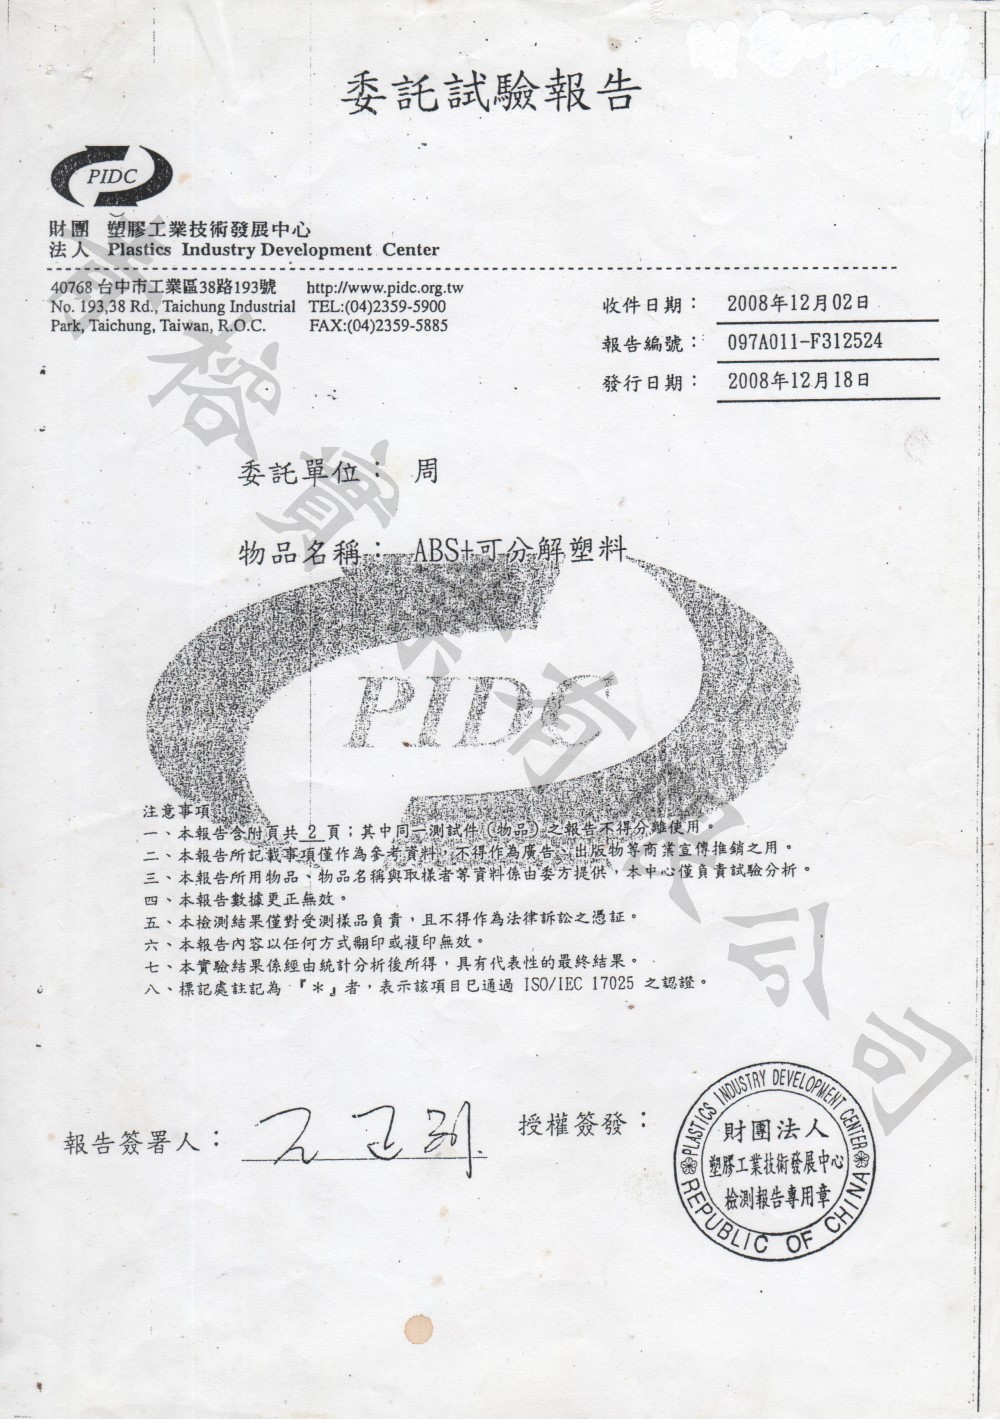 委託試驗報告
PIDC
財團法人 塑膠工業技術發展中心
Plastics Industry Development Center
40768 台中市工業區38路193號
No. 193,38 Rd., Taichung Industrial
Park, Taichung, Taiwan, R.O.C.
http://www.pidc.org.tw
TEL:(04)2359-5900
FAX:(04)2359-5885
收件日期： 2008年12月02日
報告編號： 097A011-F312524
發行日期： 2008年12月18日
委託單位： 周
物品名稱： ABS+可分解塑料
PIDC
注意事項
一、本報告含附頁共 2 頁；其中同一測試件（物品）之報告不得分離使用。
二、本報告所記載事項僅作為參考資料，不得作為廣告、出版物等商業宣傳推銷之用。
三、本報告所用物品、物品名稱與取樣者等資料係由委方提供，本中心僅負責試驗分析。
四、本報告數據更正無效。
五、本檢測結果僅對受測樣品負責，且不得作為法律訴訟之憑証。
六、本報告內容以任何方式翻印或複印無效。
七、本實驗結果係經由統計分析後所得，具有代表性的最終結果。
八、標記處註記為『＊』者，表示該項目已通過 ISO/IEC 17025 之認證。
報告簽署人：
授權簽發：
PLASTICS INDUSTRY DEVELOPMENT CENTER
財團法人
塑膠工業技術發展中心
檢測報告專用章
REPUBLIC OF CHINA
有限公司